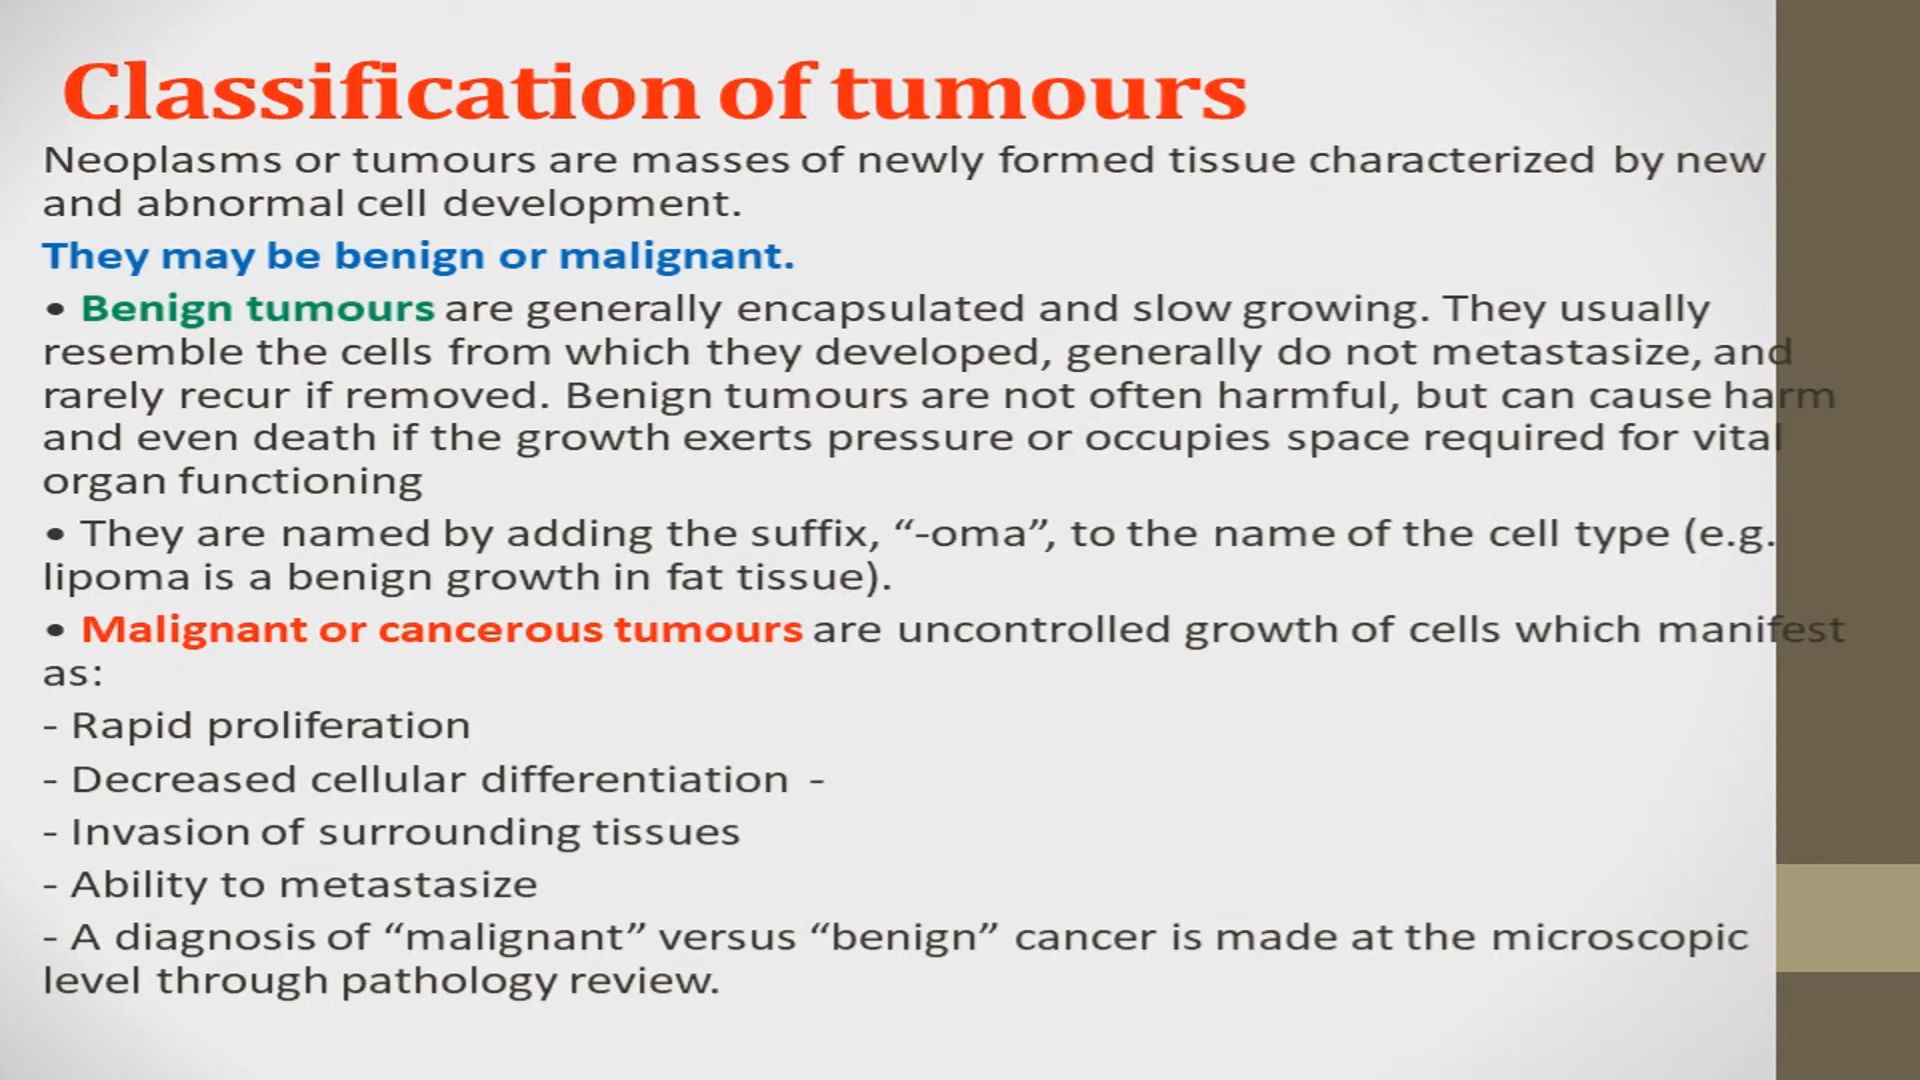 Classification of tumours
Neoplasms or tumours are masses of newly formed tissue characterized by new
and abnormal cell development.
They may be benign or malignant.
• Benign tumours are generally encapsulated and slow growing. They usually
resemble the cells from which they developed, generally do not metastasize, and
rarely recur if removed. Benign tumours are not often harmful, but can cause harm
and even death if the growth exerts pressure or occupies space required for vital
organ functioning
• They are named by adding the suffix, “-oma”, to the name of the cell type (e.g.
lipoma is a benign growth in fat tissue).
• Malignant or cancerous tumours are uncontrolled growth of cells which manifest
as:
- Rapid proliferation
- Decreased cellular differentiation -
- Invasion of surrounding tissues
- Ability to metastasize
- A diagnosis of “malignant” versus “benign” cancer is made at the microscopic
level through pathology review.